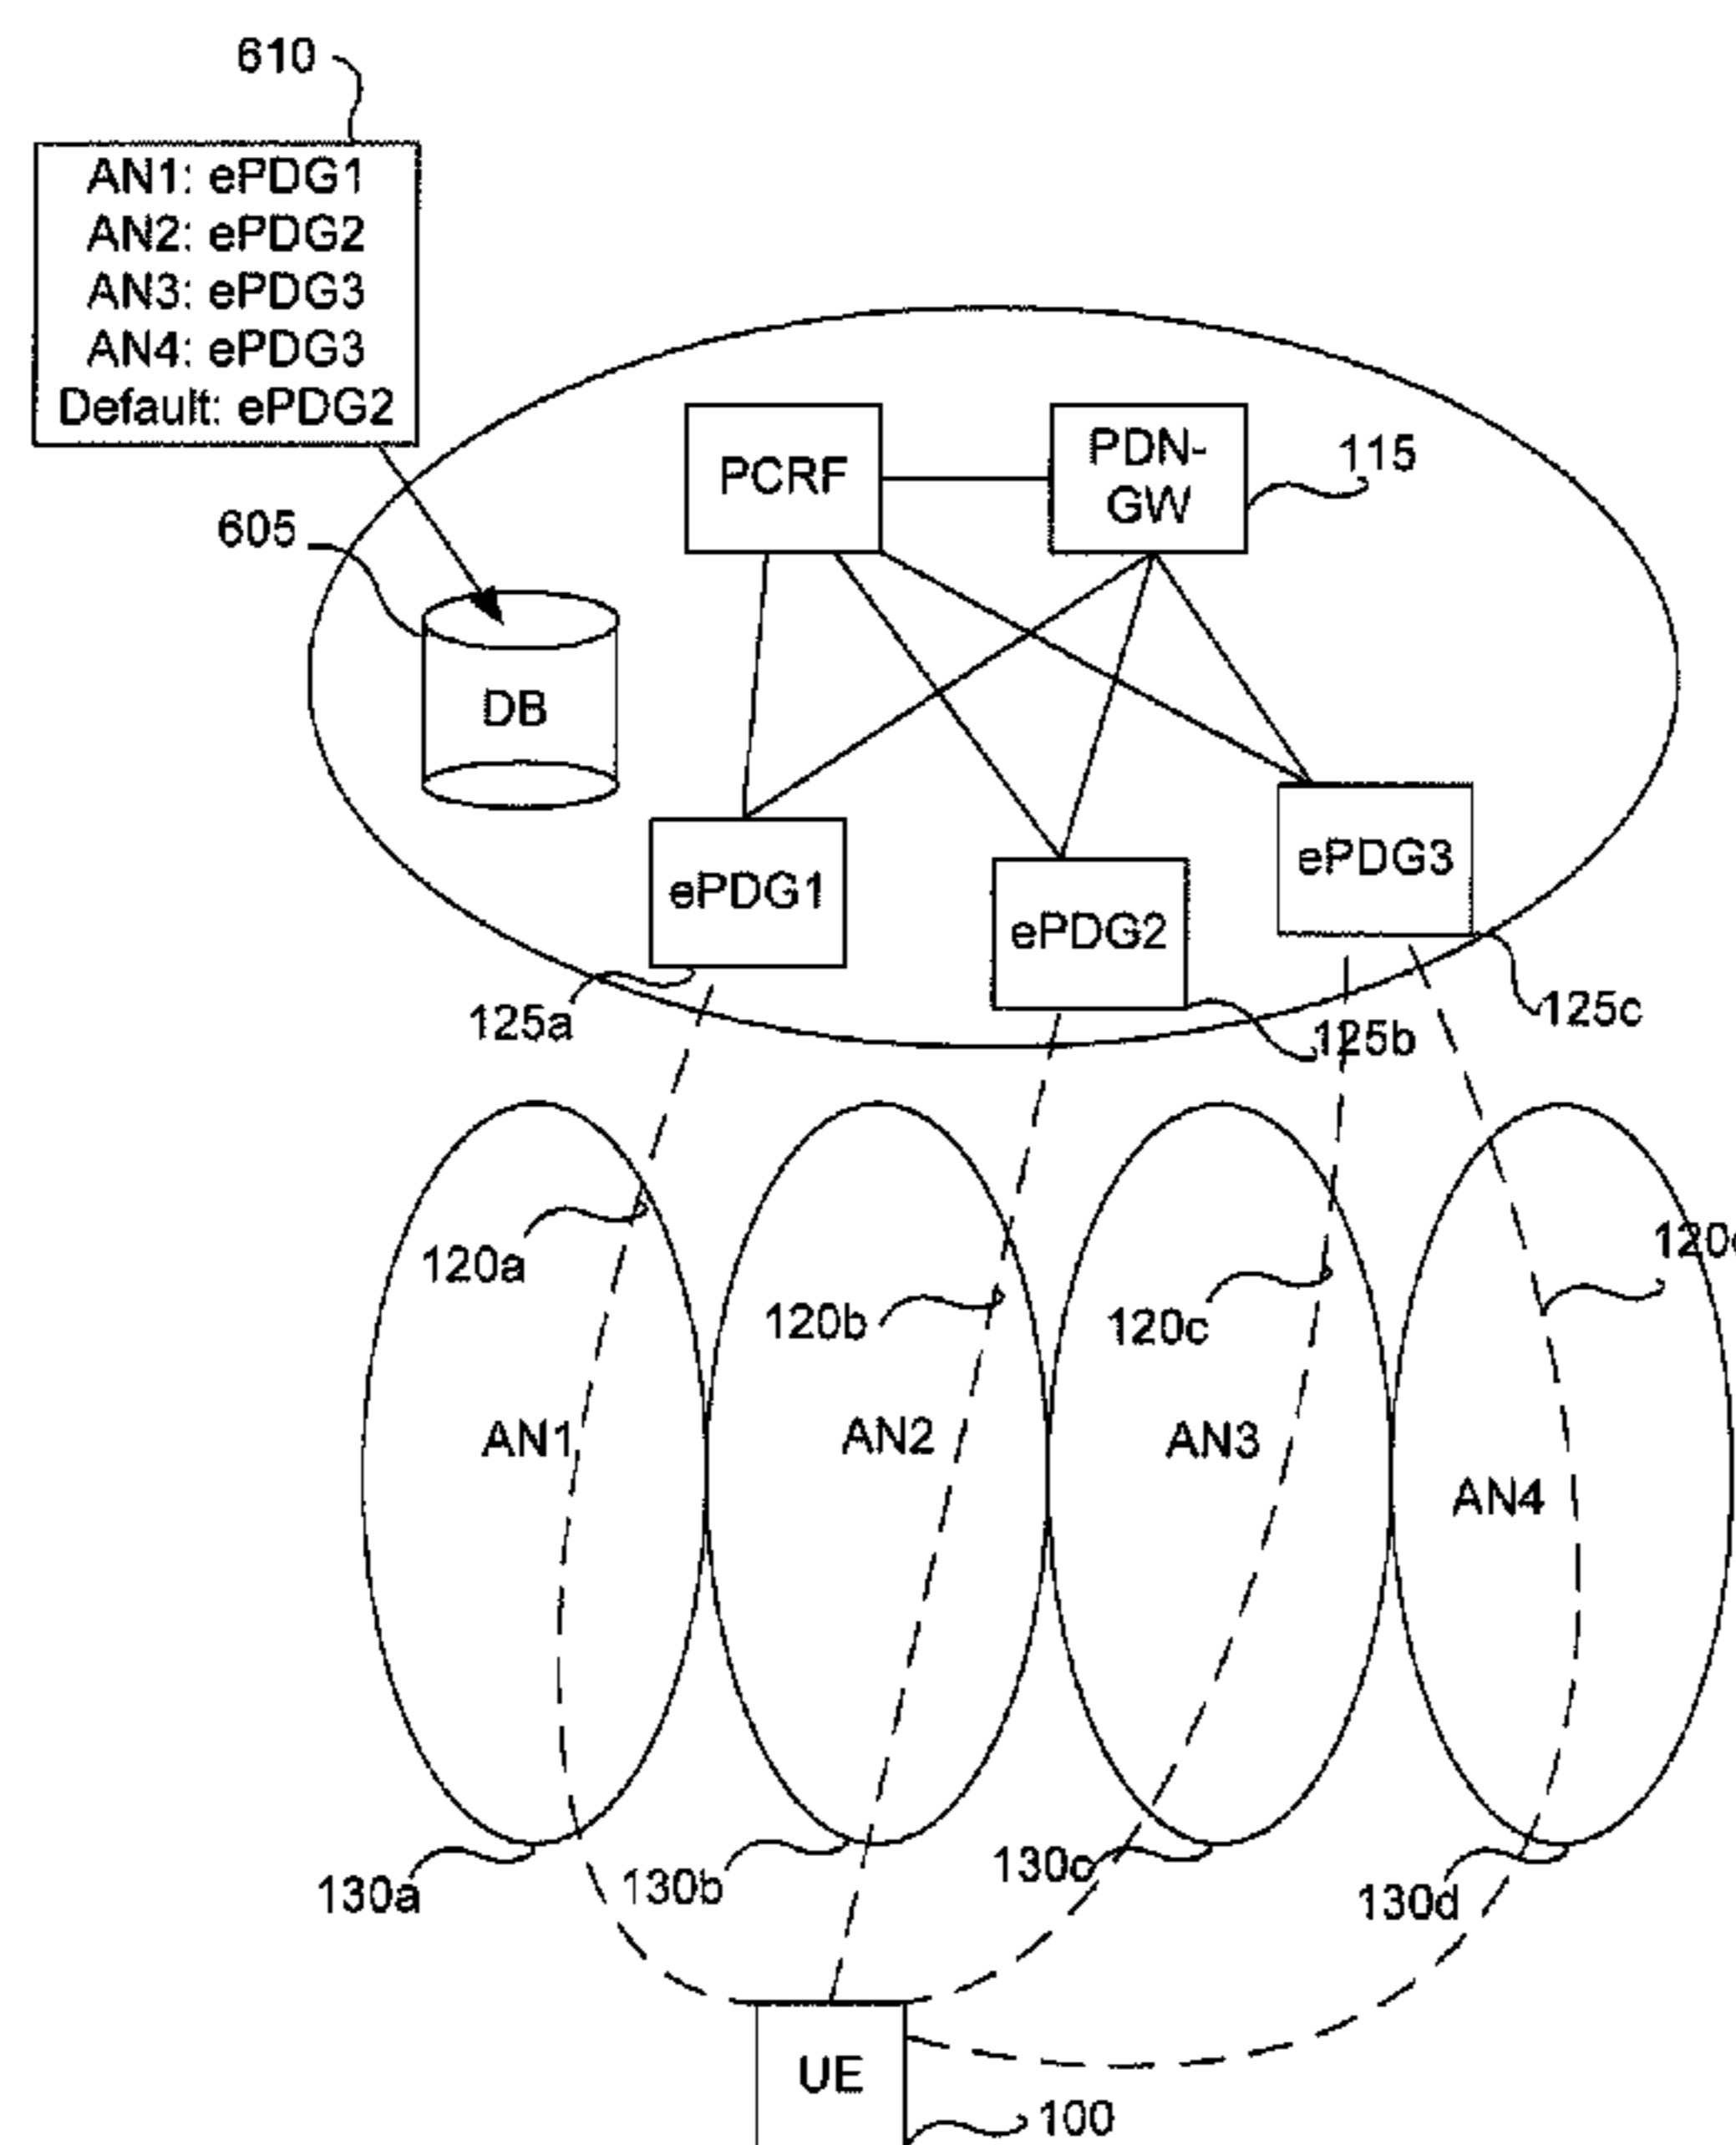 610
AN1: ePDG1
AN2: ePDG2
AN3: ePDG3
AN4: ePDG3
Default: ePDG2
PCRF
PDN-
GW
115
605
DB
ePDG1
ePDG2
ePDG3
125a
125b
125c
120a
120b
120c
AN1
AN2
AN3
AN4
130a
130b
130c
130d
UE
100